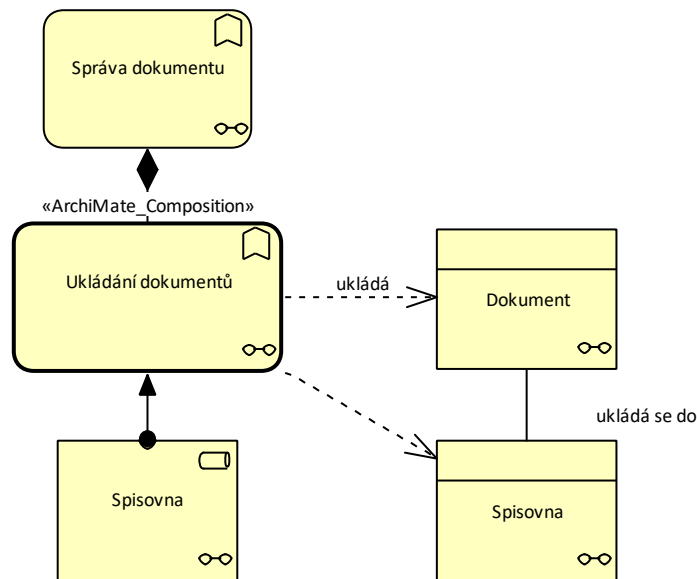 Správa dokumentu
«ArchiMate_Composition»
Ukládání dokumentů
ukládá
Dokument
ukládá se do
Spisovna
Spisovna